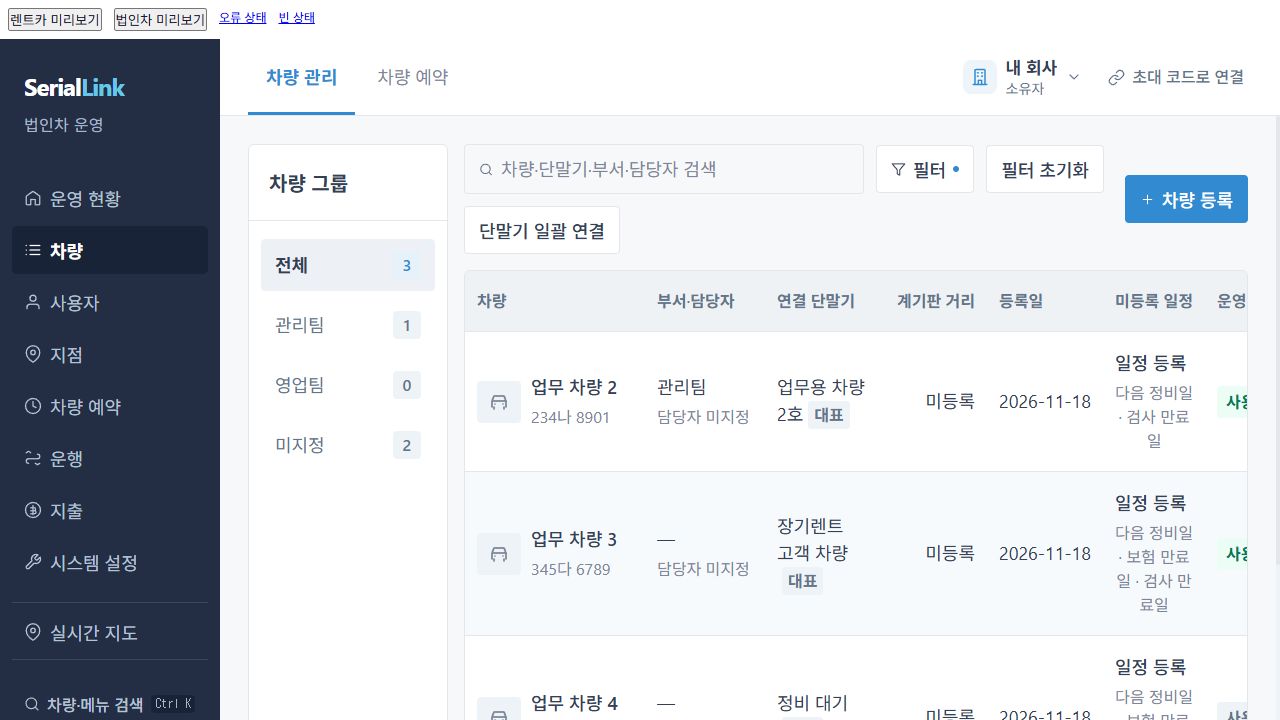 렌트카 미리보기 법인차 미리보기 오류 상태 빈 상태
SerialLink
법인차 운영
운영 현황
차량
사용자
지점
차량 예약
운행
지출
시스템 설정
실시간 지도
차량·메뉴 검색 Ctrl K
차량 관리 차량 예약
내 회사
소유자
초대 코드로 연결
차량 그룹
전체 3
관리팀 1
영업팀 0
미지정 2
차량·단말기·부서·담당자 검색
필터
필터 초기화
단말기 일괄 연결
+ 차량 등록
차량 부서·담당자 연결 단말기 계기판 거리 등록일 미등록 일정 운영
업무 차량 2
234나 8901
관리팀
담당자 미지정
업무용 차량
2호 대표
미등록
2026-11-18
일정 등록
다음 정비일
· 검사 만료
일
업무 차량 3
345다 6789
—
담당자 미지정
장기렌트
고객 차량
대표
미등록
2026-11-18
일정 등록
다음 정비일
· 보험 만료
일 · 검사 만
료일
업무 차량 4
—
정비 대기
미등록
2026-11-18
일정 등록
다음 정비일